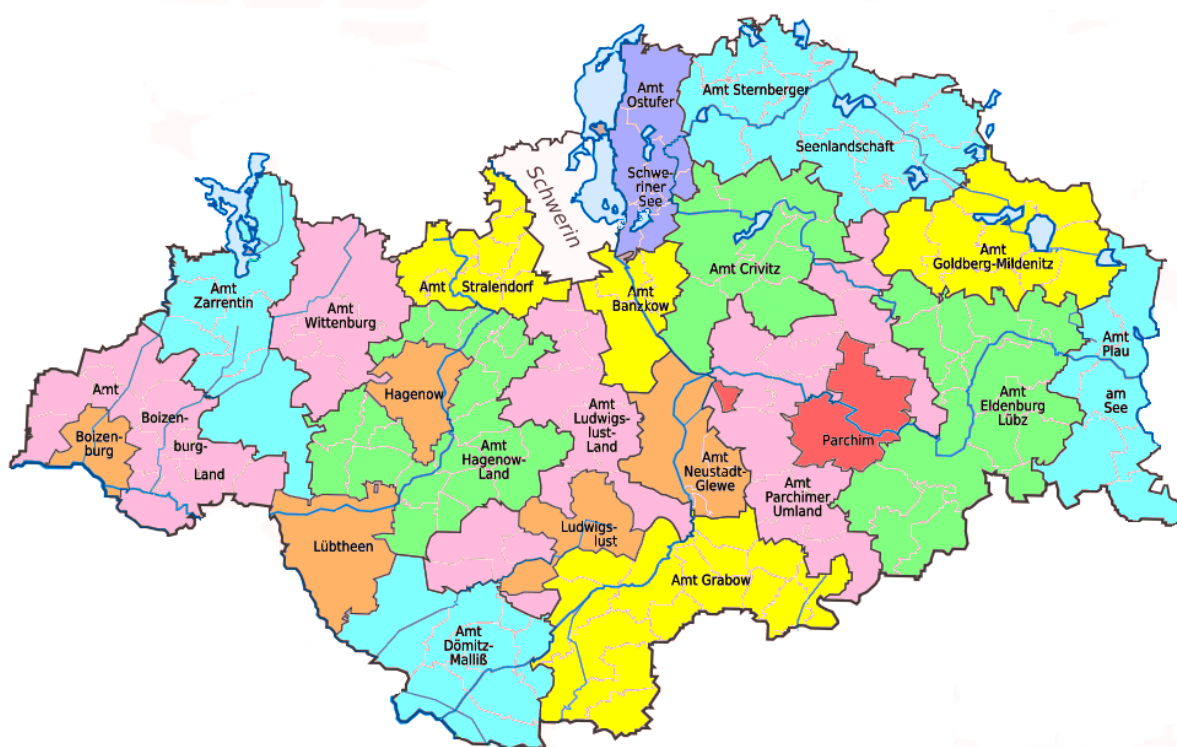 Amt
Ostufer
Schwe-
riner
See
Amt Sternberger
Seenlandschaft
Schwerin
Amt Crivitz
Amt
Goldberg-Mildenitz
Amt
Zarrentin
Amt
Wittenburg
Amt
Stralendorf
Amt
Banzkow
Amt
Plau
am
See
Amt
Boizen-
burg-
Land
Boizen-
burg
Hagenow
Amt
Hagenow-
Land
Amt
Ludwigs-
lust-
Land
Amt
Neustadt-
Glewe
Parchim
Amt
Eldenburg
Lübz
Amt
Parchimer
Umland
Lübtheen
Ludwigs-
lust
Amt Grabow
Amt
Dömitz-
Malliß